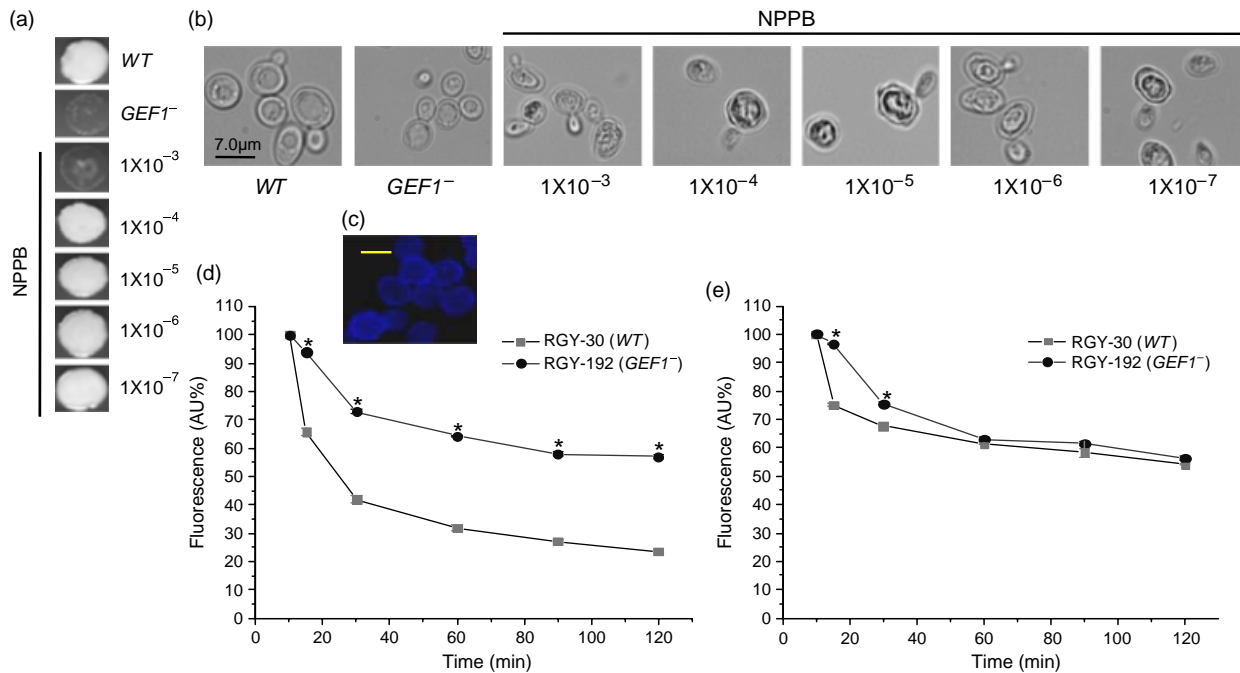 (a)
WT
GEF1⁻
1X10⁻³
1X10⁻⁴
1X10⁻⁵
1X10⁻⁶
1X10⁻⁷
NPPB
(b)
NPPB
7.0µm
WT
GEF1⁻
1X10⁻³
1X10⁻⁴
1X10⁻⁵
1X10⁻⁶
1X10⁻⁷
(c)
(d)
110
100
90
80
70
60
50
40
30
20
10
0
Fluorescence (AU%)
RGY-30 (WT)
RGY-192 (GEF1⁻)
* * * * *
0 20 40 60 80 100 120
Time (min)
(e)
110
100
90
80
70
60
50
40
30
20
10
0
Fluorescence (AU%)
RGY-30 (WT)
RGY-192 (GEF1⁻)
* *
0 20 40 60 80 100 120
Time (min)